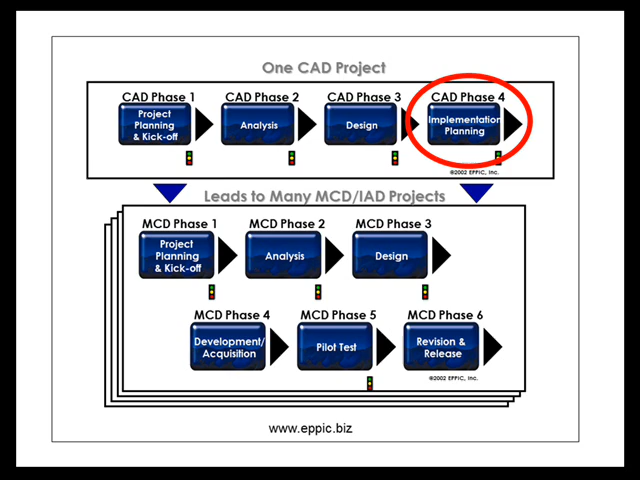 One CAD Project
CAD Phase 1
CAD Phase 2
CAD Phase 3
CAD Phase 4
Project
Planning
& Kick-off
Analysis
Design
Implementation
Planning
©2002 EPPIC, Inc.
Leads to Many MCD/IAD Projects
MCD Phase 1
MCD Phase 2
MCD Phase 3
Project
Planning
& Kick-off
Analysis
Design
MCD Phase 4
MCD Phase 5
MCD Phase 6
Development/
Acquisition
Pilot Test
Revision &
Release
©2002 EPPIC, Inc.
www.eppic.biz